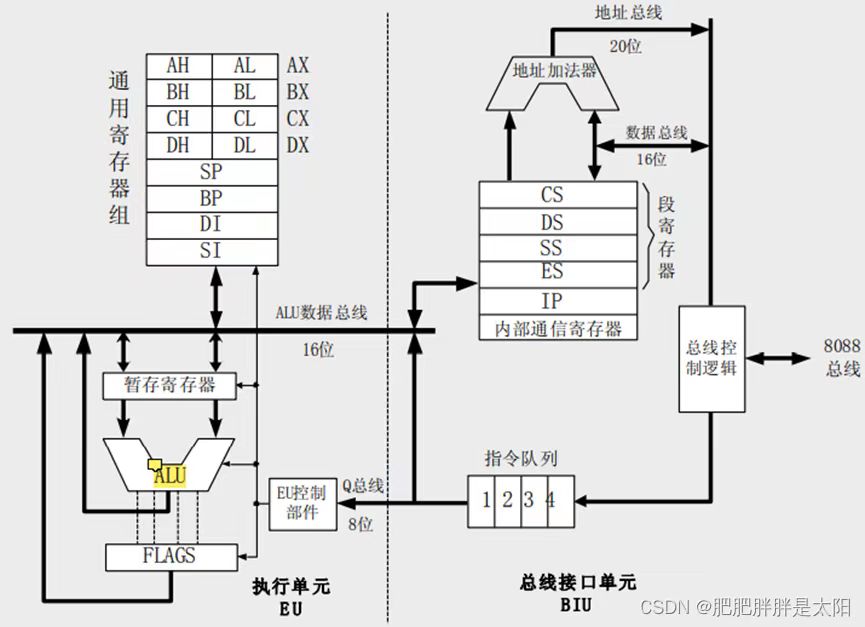 地址总线
20位
地址加法器
数据总线
16位
通用寄存器组
AH AL AX
BH BL BX
CH CL CX
DH DL DX
SP
BP
DI
SI
CS
DS
SS
ES
IP
内部通信寄存器
段寄存器
ALU数据总线
16位
暂存寄存器
ALU
FLAGS
EU控制
部件
Q总线
8位
指令队列
1 2 3 4
总线控
制逻辑
8088
总线
执行单元
EU
总线接口单元
BIU
CSDN @肥肥胖胖是太阳